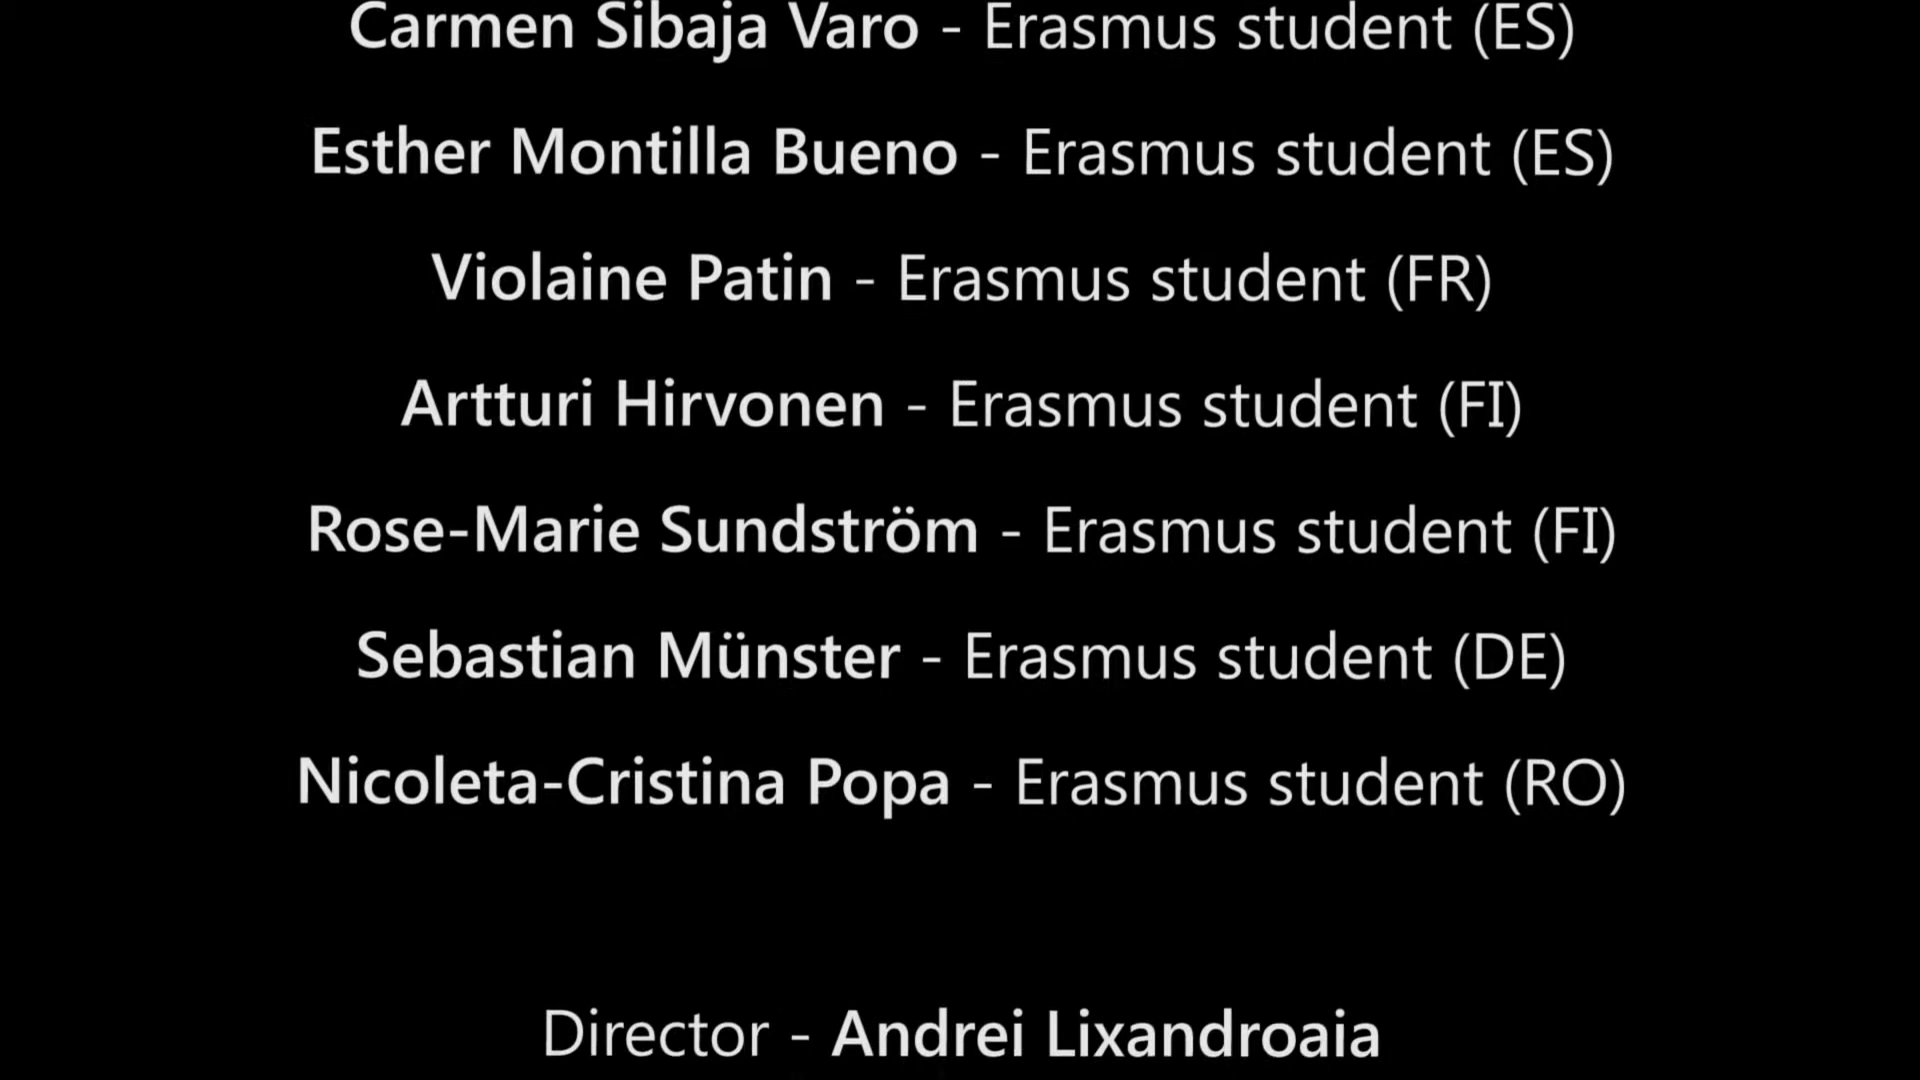 Carmen Sibaja Varo - Erasmus student (ES)
Esther Montilla Bueno - Erasmus student (ES)
Violaine Patin - Erasmus student (FR)
Artturi Hirvonen - Erasmus student (FI)
Rose-Marie Sundström - Erasmus student (FI)
Sebastian Münster - Erasmus student (DE)
Nicoleta-Cristina Popa - Erasmus student (RO)
Director - Andrei Lixandroaia